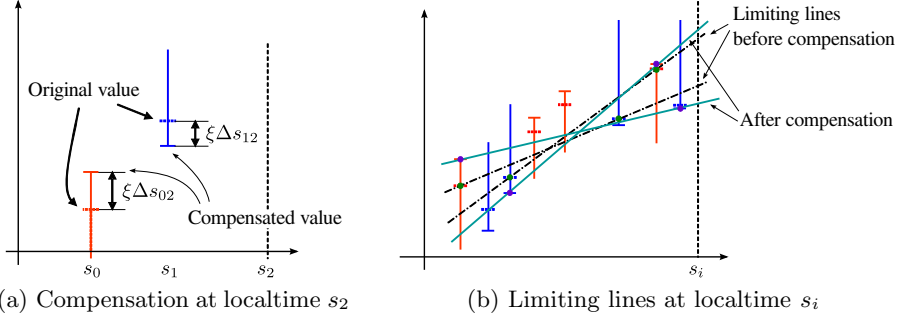 Original value
ξΔs₁₂
ξΔs₀₂
Compensated value
s₀
s₁
s₂
a) Compensation at localtime s₂
Limiting lines
before compensation
After compensation
sᵢ
(b) Limiting lines at localtime sᵢ